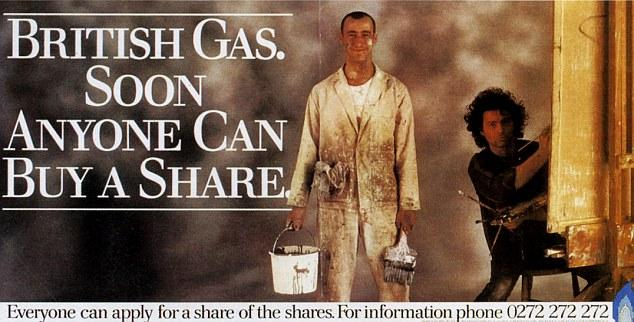 BRITISH GAS.
SOON
ANYONE CAN
BUY A SHARE.
Everyone can apply for a share of the shares. For information phone 0272 272 272